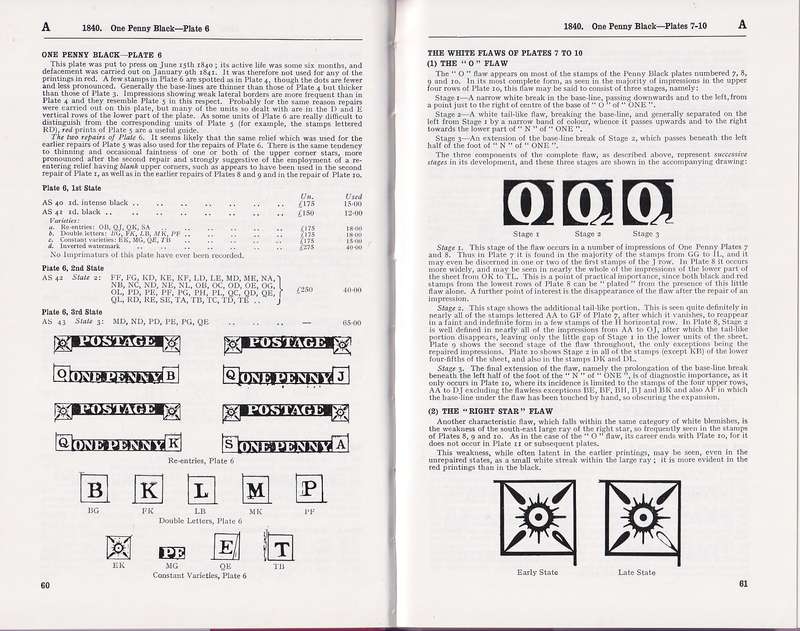 A
1840. One Penny Black—Plate 6
ONE PENNY BLACK—PLATE 6
This plate was put to press on June 15th 1840; its active life was some six months, and
defacement was carried out on January 9th 1841. It was therefore not used for any of the
printings in red. A few stamps in Plate 6 are spotted as in Plate 4, though the dots are fewer
and less pronounced. Generally the base-lines are thinner than those of Plate 4 but thicker
than those of Plate 3. Impressions showing weak lateral borders are more frequent than in
Plate 4 and they resemble Plate 5 in this respect. Probably for the same reason repairs
were carried out on this plate, but many of the units so dealt with are in the D and E
vertical rows of the lower part of the plate. As some units of Plate 6 are really difficult to
distinguish from the corresponding units of Plate 5 (for example, the stamps lettered
RD), red prints of Plate 5 are a useful guide.
The two repairs of Plate 6. It seems likely that the same relief which was used for the
earlier repairs of Plate 5 was also used for the repairs of Plate 6. There is the same tendency
to thinning and occasional faintness of one or both of the upper corner stars, more
pronounced after the second repair and strongly suggestive of the employment of a re-
entering relief having blank upper corners, such as appears to have been used in the second
repair of Plate 1, as well as in the earlier repairs of Plates 8 and 9 and in the repair of Plate 10.
Plate 6, 1st State
Un. Used
AS 40 1d. intense black .. .. .. .. .. .. £175 15·00
AS 41 1d. black .. .. .. .. .. .. .. £150 12·00
Varieties:
a. Re-entries: OB, QJ, QK, SA .. .. .. .. £175 18·00
b. Double letters: BG, FK, LB, MK, PF .. .. .. £175 18·00
c. Constant varieties: EK, MG, QE, TB .. .. .. £175 15·00
d. Inverted watermark .. .. .. .. .. £275 40·00
No Imprimaturs of this plate have ever been recorded.
Plate 6, 2nd State
AS 42 State 2: FF, FG, KD, KE, KF, LD, LE, MD, ME, NA,
NB, NC, ND, NE, NL, OB, OC, OD, OE, OG,
OL, PD, PE, PF, PG, PH, PL, QC, QD, QE, £250 40·00
QL, RD, KE, SE, TA, TB, TC, TD, TE ..
Plate 6, 3rd State
AS 43 State 3: MD, ND, PD, PE, PG, QE .. .. .. — 65·00
POSTAGE POSTAGE
O ONE PENNY B Q ONE PENNY J
POSTAGE POSTAGE
Q ONE PENNY K S ONE PENNY A
Re-entries, Plate 6
B K L M P
BG FK LB MK PF
Double Letters, Plate 6
PE E T
EK MG QE TB
Constant Varieties, Plate 6
60
1840. One Penny Black—Plates 7-10
A
THE WHITE FLAWS OF PLATES 7 TO 10
(1) THE “ O ” FLAW
The “ O ” flaw appears on most of the stamps of the Penny Black plates numbered 7, 8,
9 and 10. In its most complete form, as seen in the majority of impressions in the upper
four rows of Plate 10, this flaw may be said to consist of three stages, namely:
Stage 1—A narrow white break in the base-line, passing downwards and to the left, from
a point just to the right of centre of the base of “ O ” of “ ONE ”.
Stage 2—A white tail-like flaw, breaking the base-line, and generally separated on the
left from Stage 1 by a narrow band of colour, whence it passes upwards and to the right
towards the lower part of “ N ” of “ ONE ”.
Stage 3—An extension of the base-line break of Stage 2, which passes beneath the left
half of the foot of “ N ” of “ ONE ”.
The three components of the complete flaw, as described above, represent successive
stages in its development, and these three stages are shown in the accompanying drawing:
Stage 1 Stage 2 Stage 3
Stage 1. This stage of the flaw occurs in a number of impressions of One Penny Plates 7
and 8. Thus in Plate 7 it is found in the majority of the stamps from GG to JL, and it
may even be discerned in one or two of the first stamps of the J row. In Plate 8 it occurs
more widely, and may be seen in nearly the whole of the impressions of the lower part of
the sheet from OK to TL. This is a point of practical importance, since both black and red
stamps from the lowest rows of Plate 8 can be “ plated ” from the presence of this little
flaw alone. A further point of interest is the disappearance of the flaw after the repair of an
impression.
Stage 2. This stage shows the additional tail-like portion. This is seen quite definitely in
nearly all of the stamps lettered AA to GF of Plate 7, after which it vanishes, to reappear
in a faint and indefinite form in a few stamps of the H horizontal row. In Plate 8, Stage 2
is well defined in nearly all of the impressions from AA to OJ, after which the tail-like
portion disappears, leaving only the little gap of Stage 1 in the lower units of the sheet.
Plate 9 shows the second stage of the flaw throughout, the only exceptions being the
repaired impressions. Plate 10 shows Stage 2 in all of the stamps (except KB) of the lower
four-fifths of the sheet, and also in the stamps DK and DL.
Stage 3. The final extension of the flaw, namely the prolongation of the base-line break
beneath the left half of the foot of the “ N ” of “ ONE ”, is of diagnostic importance, as it
only occurs in Plate 10, where its incidence is limited to the stamps of the four upper rows,
AA to DJ excluding the flawless exceptions BE, BF, BH, BJ and BK and also AF in which
the base-line under the flaw has been touched by hand, so obscuring the expansion.
(2) THE “RIGHT STAR” FLAW
Another characteristic flaw, which falls within the same category of white blemishes, is
the weakness of the south-east large ray of the right star, so frequently seen in the stamps
of Plates 8, 9 and 10. As in the case of the “ O ” flaw, its career ends with Plate 10, for it
does not occur in Plate 11 or subsequent plates.
This weakness, while often latent in the earlier printings, may be seen, even in the
unrepaired states, as a small white streak within the large ray ; it is more evident in the
red printings than in the black.
Early State Late State
61